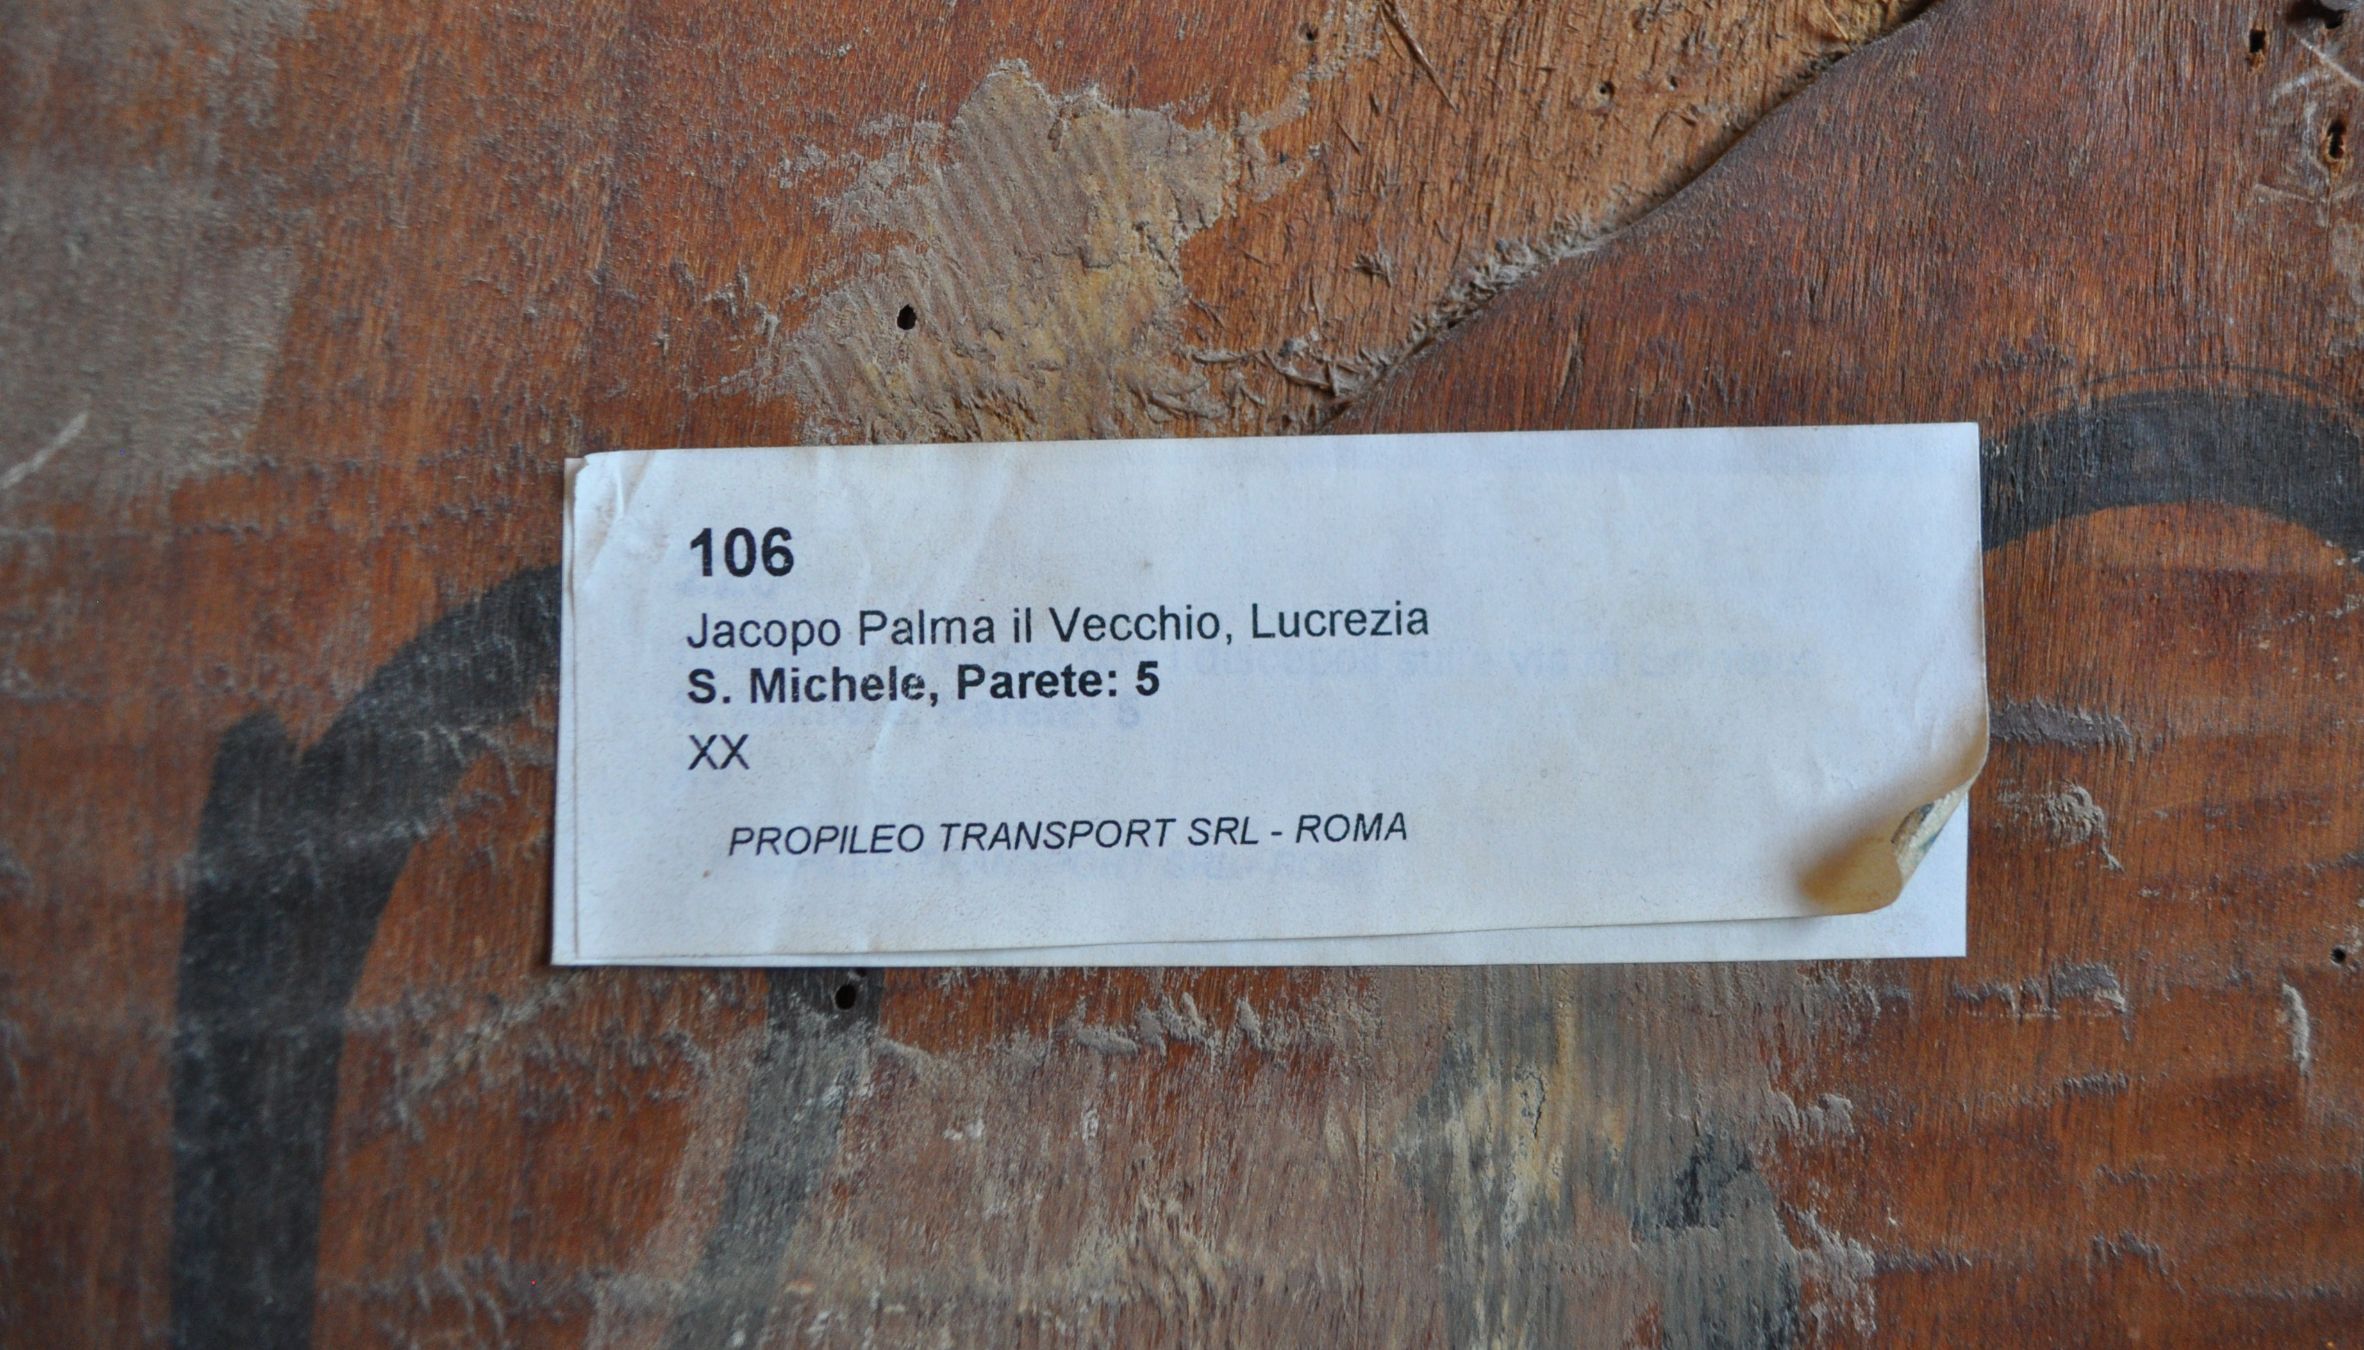 106
Jacopo Palma il Vecchio, Lucrezia
S. Michele, Parete: 5
XX
PROPILEO TRANSPORT SRL - ROMA